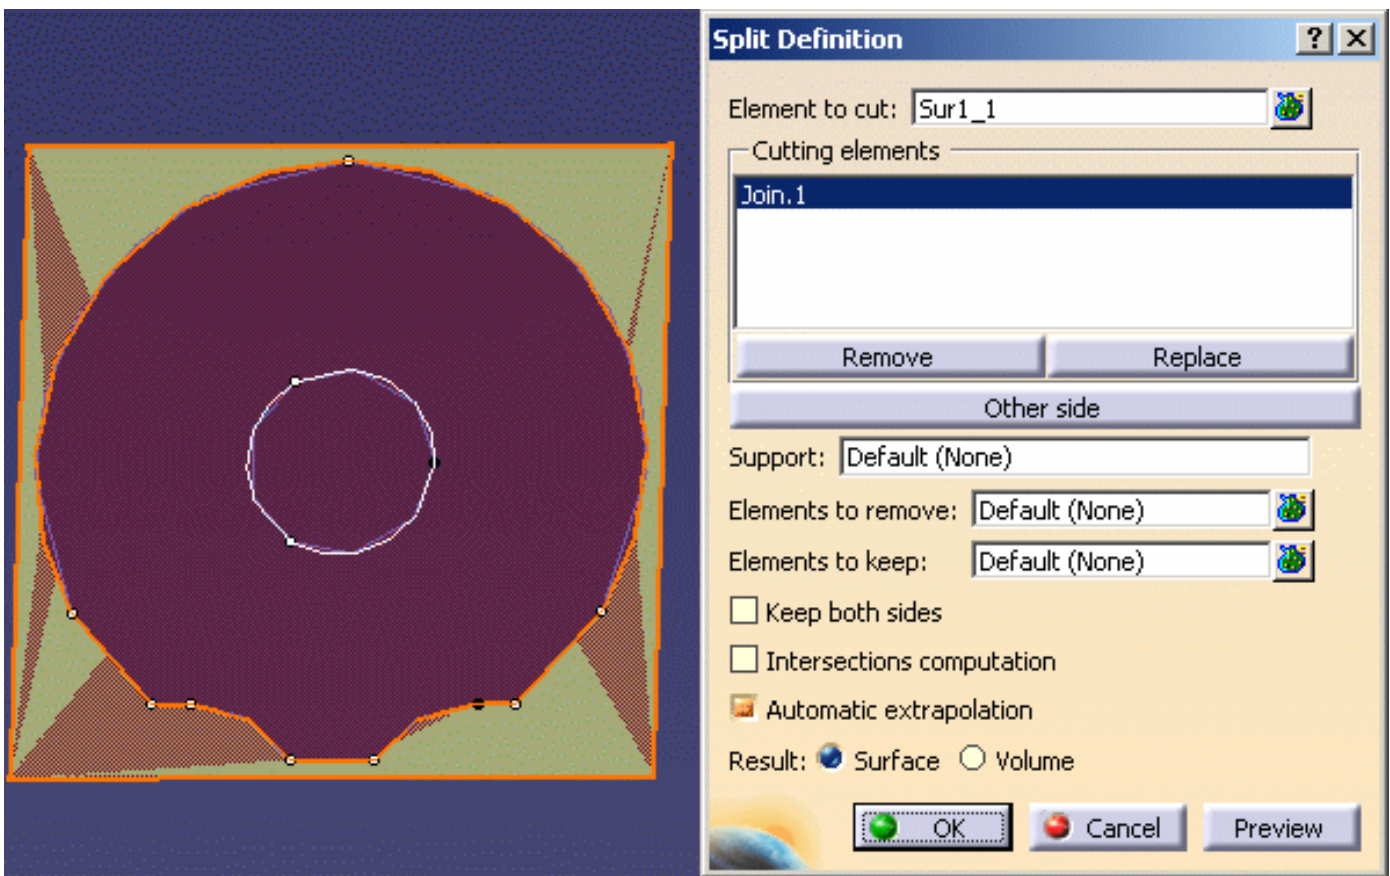 Split Definition
? X
Element to cut: Sur1_1
Cutting elements
Join.1
Remove Replace
Other side
Support: Default (None)
Elements to remove: Default (None)
Elements to keep: Default (None)
Keep both sides
Intersections computation
Automatic extrapolation
Result: Surface Volume
OK Cancel Preview